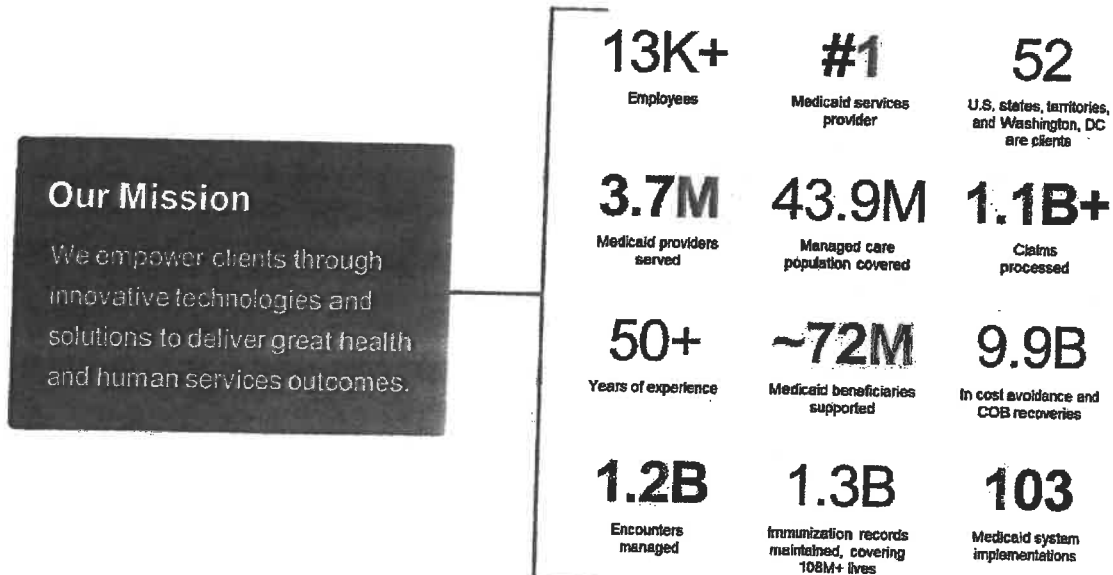 Our Mission
We empower clients through
innovative technologies and
solutions to deliver great health
and human services outcomes.
13K+
Employees
#1
Medicaid services
provider
52
U.S. states, territories,
and Washington, DC
are clients
3.7M
Medicaid providers
served
43.9M
Managed care
population covered
1.1B+
Claims
processed
50+
Years of experience
~72M
Medicaid beneficiaries
supported
9.9B
In cost avoidance and
COB recoveries
1.2B
Encounters
managed
1.3B
Immunization records
maintained, covering
108M+ lives
103
Medicaid system
implementations